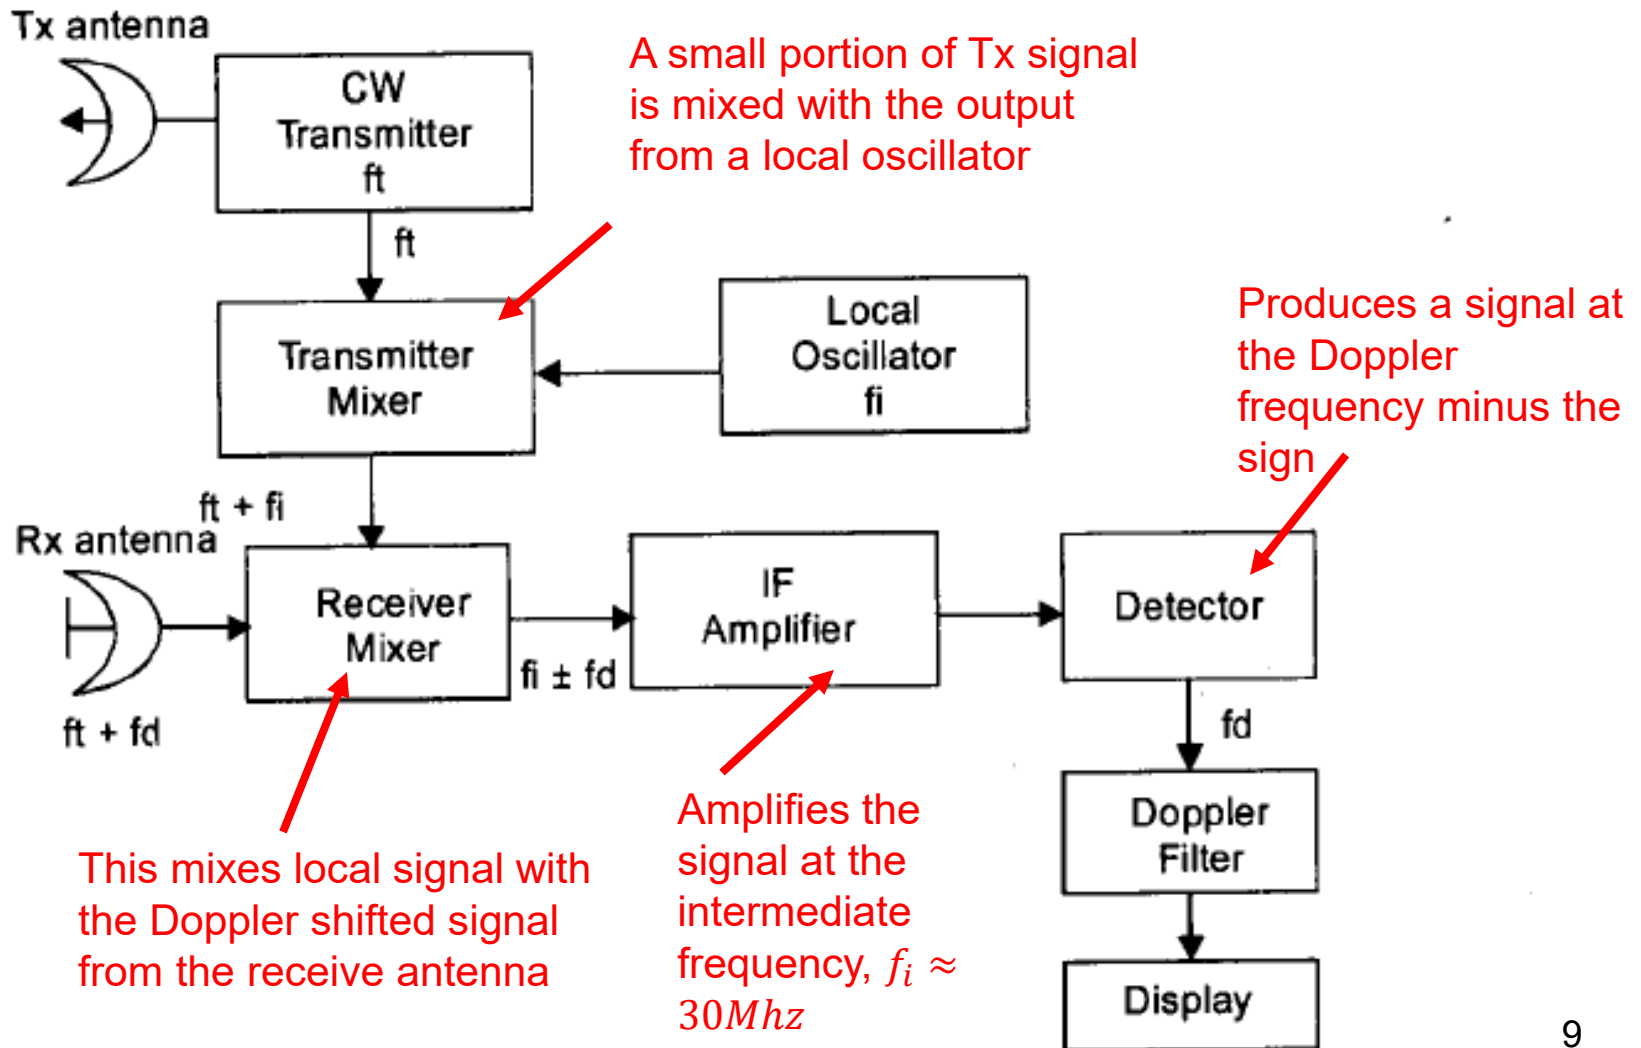 Tx antenna
CW
Transmitter
ft
A small portion of Tx signal
is mixed with the output
from a local oscillator
ft
Transmitter
Mixer
Local
Oscillator
fi
Produces a signal at
the Doppler
frequency minus the
sign
ft + fi
Rx antenna
ft + fd
Receiver
Mixer
fi ± fd
IF
Amplifier
Detector
fd
This mixes local signal with
the Doppler shifted signal
from the receive antenna
Amplifies the
signal at the
intermediate
frequency, fᵢ ≈
30Mhz
Doppler
Filter
Display
9